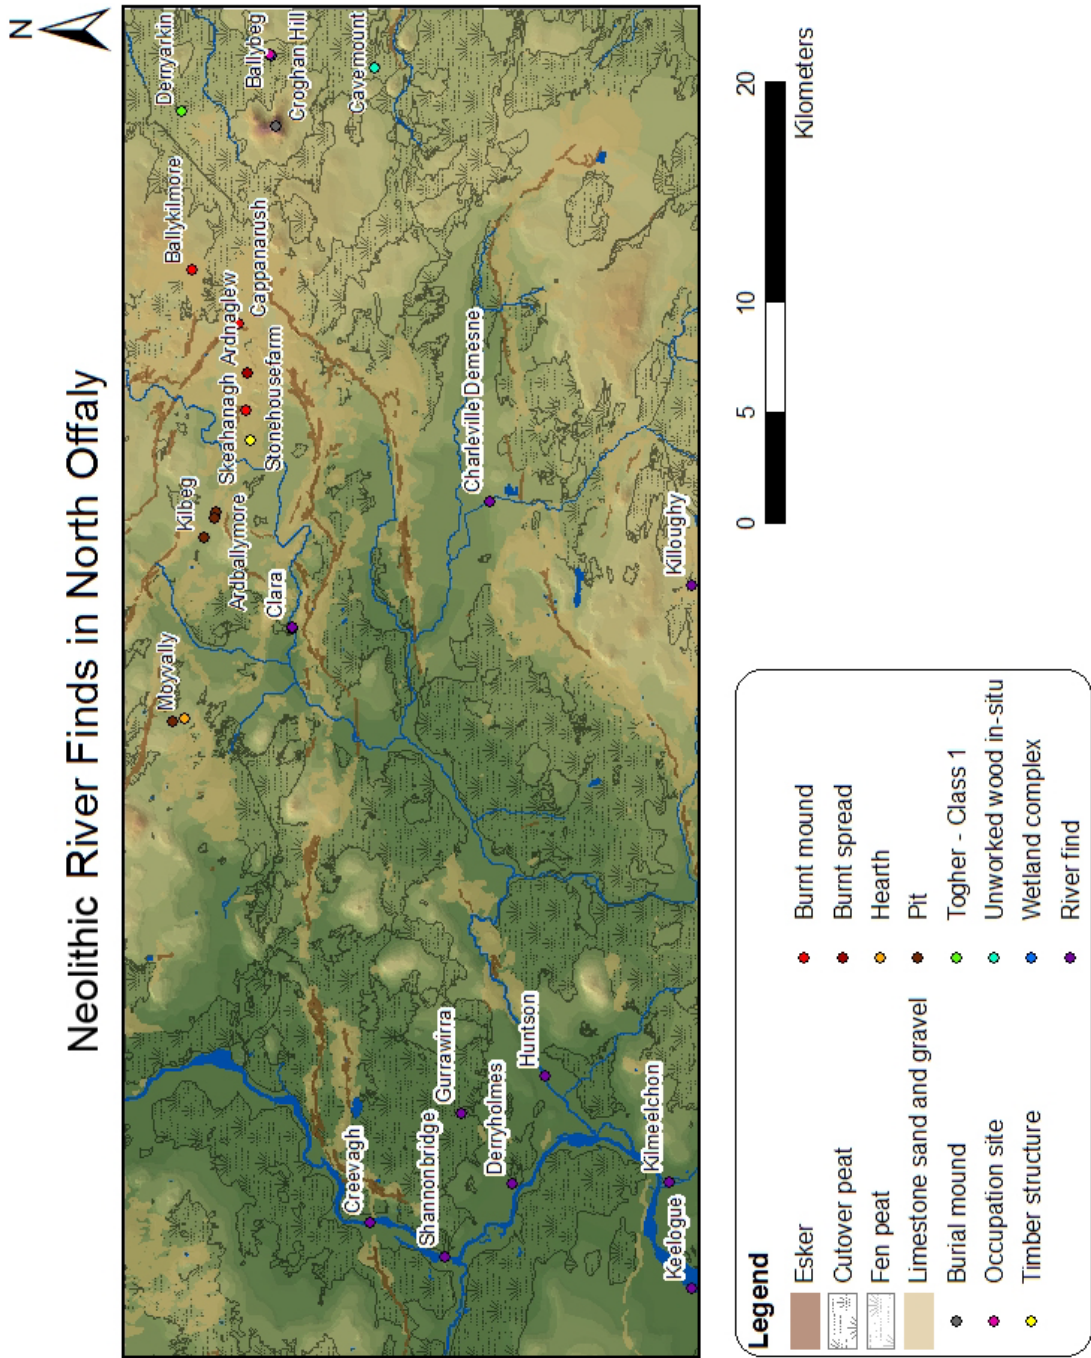 Neolithic River Finds in North Offaly
N
Moyvally
Kilbeg
Ardballymore
Clara
Skeahanagh
Ardnaglew
Stonehousefarm
Cappanarush
Ballykilmore
Derryarkin
Ballybeg
Croghan Hill
Cavemount
Creevagh
Shannonbridge
Gurrawirra
Derryholmes
Huntson
Kilmeelchon
Keelogue
Charleville Demesne
Killoughy
Legend
Esker
Cutover peat
Fen peat
Limestone sand and gravel
Burial mound
Occupation site
Timber structure
Burnt mound
Burnt spread
Hearth
Pit
Togher - Class 1
Unworked wood in-situ
Wetland complex
River find
0 5 10 20
Kilometers